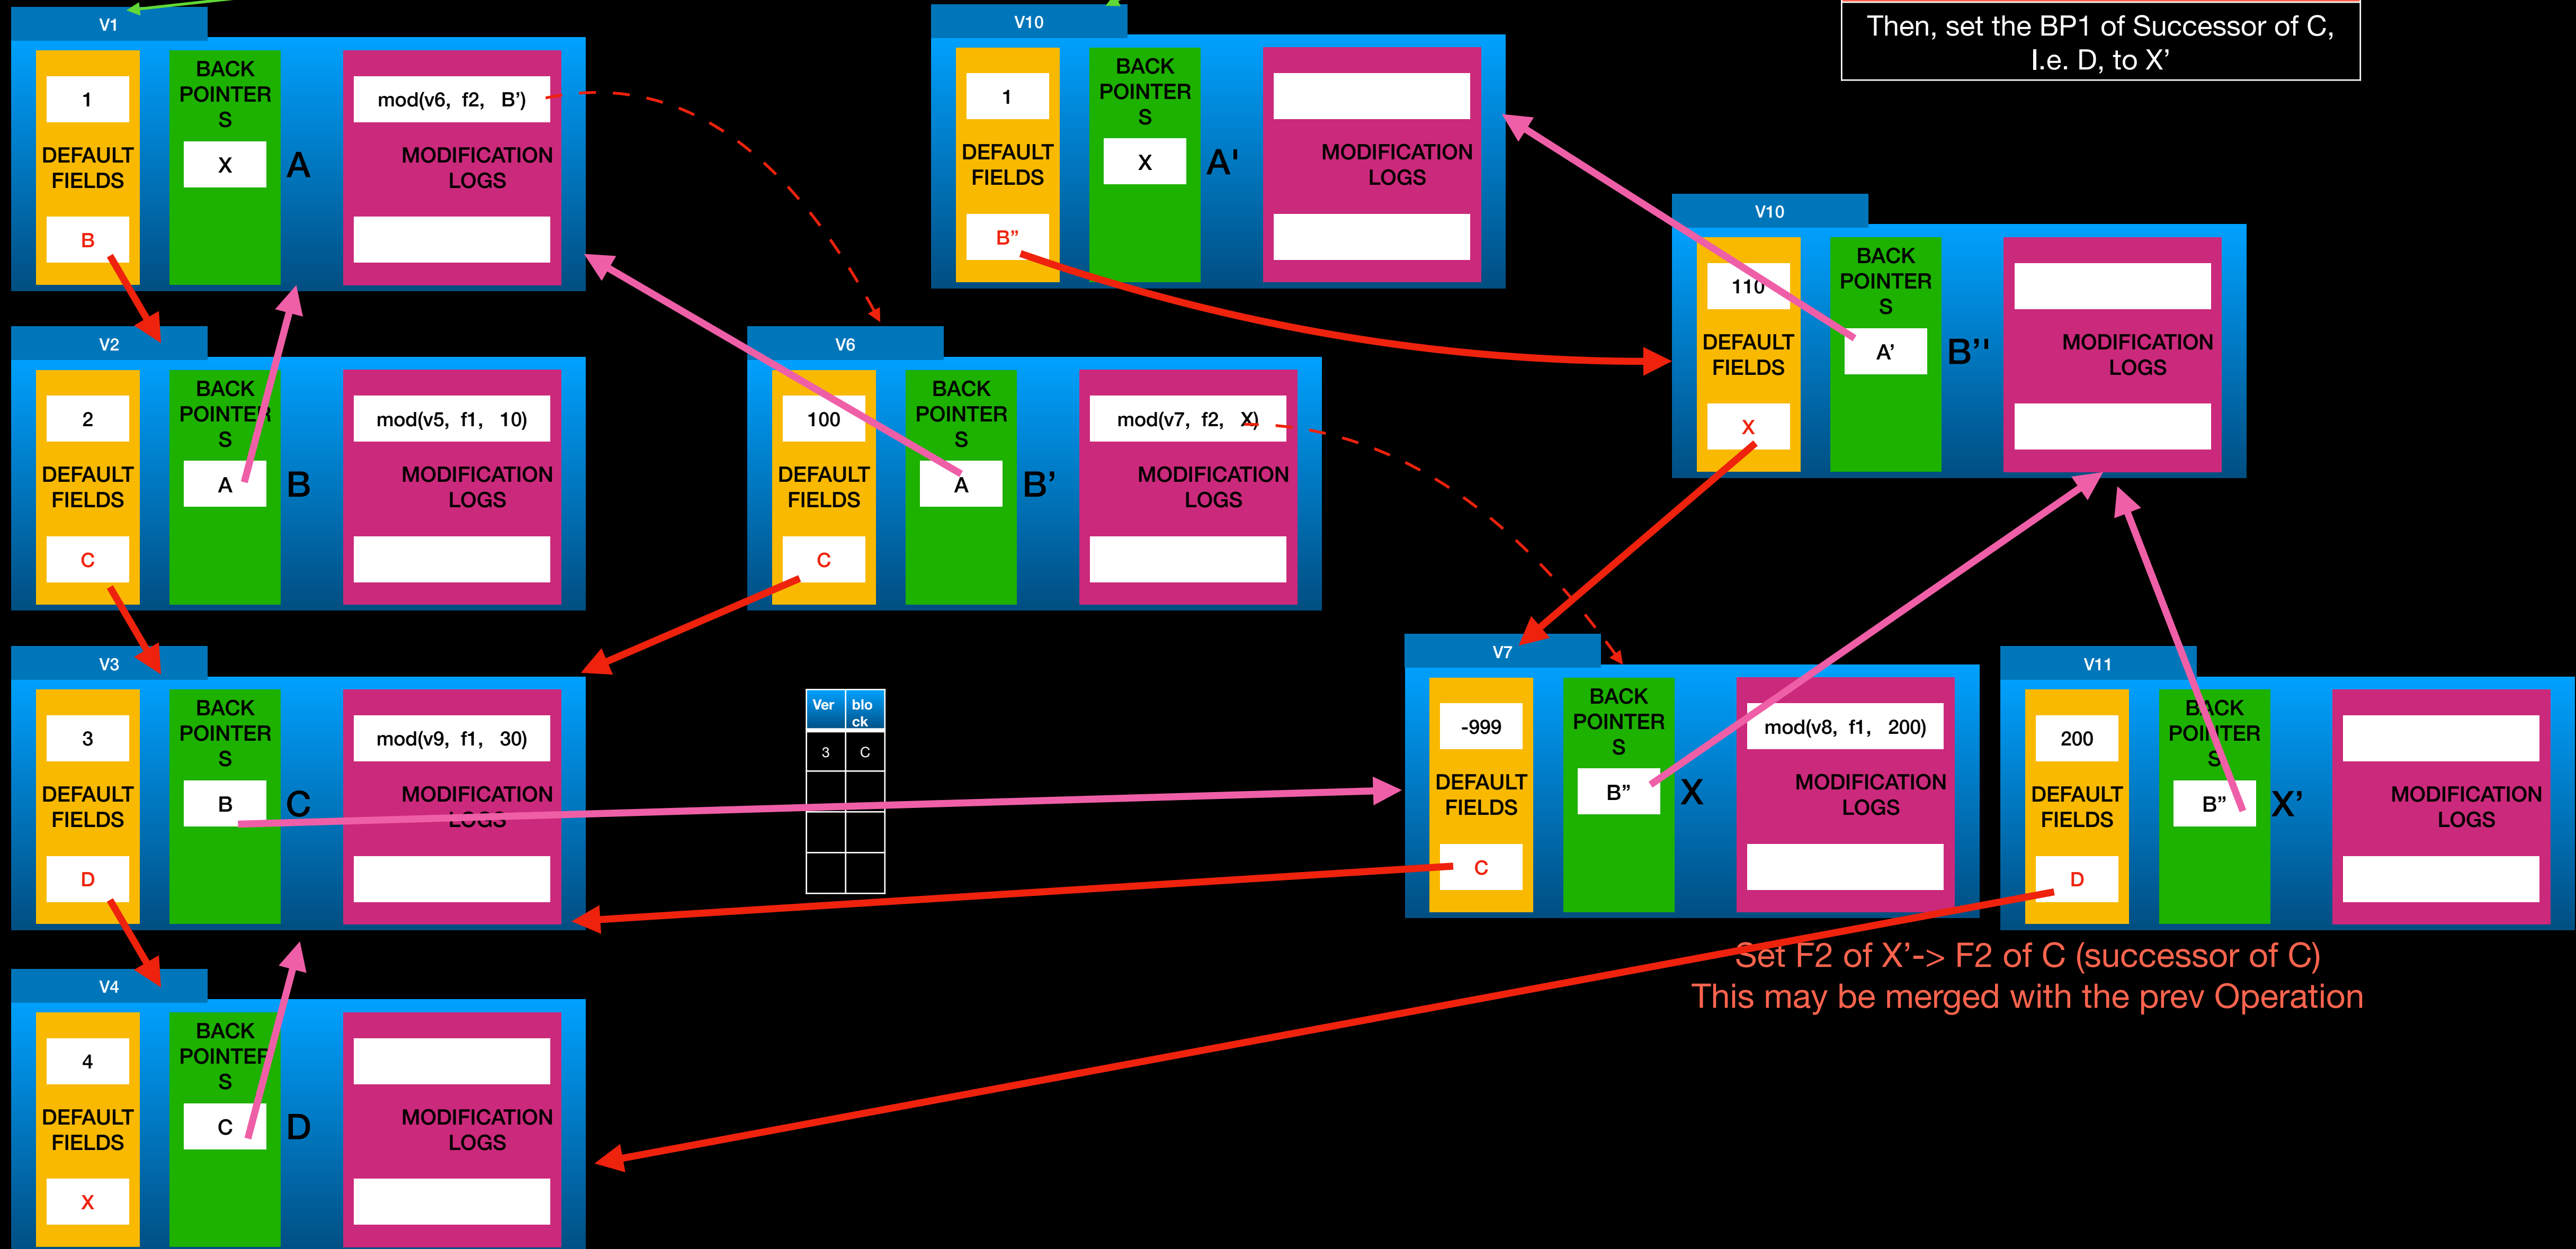 V1
1
DEFAULT
FIELDS
B
BACK
POINTER
S
X
A
mod(v6, f2, B’)
MODIFICATION
LOGS
V10
1
DEFAULT
FIELDS
B”
BACK
POINTER
S
X
A'
MODIFICATION
LOGS
Then, set the BP1 of Successor of C,
I.e. D, to X’
V10
110
DEFAULT
FIELDS
X
BACK
POINTER
S
A’
B’'
MODIFICATION
LOGS
V2
2
DEFAULT
FIELDS
C
BACK
POINTER
S
A
B
mod(v5, f1, 10)
MODIFICATION
LOGS
V6
100
DEFAULT
FIELDS
C
BACK
POINTER
S
A
B’
mod(v7, f2, X)
MODIFICATION
LOGS
V3
3
DEFAULT
FIELDS
D
BACK
POINTER
S
B
C
mod(v9, f1, 30)
MODIFICATION
LOGS
Ver
blo
ck
3
C
V7
-999
DEFAULT
FIELDS
C
BACK
POINTER
S
B”
X
mod(v8, f1, 200)
MODIFICATION
LOGS
V11
200
DEFAULT
FIELDS
D
BACK
POINTER
S
B”
X’
MODIFICATION
LOGS
Set F2 of X’-> F2 of C (successor of C)
This may be merged with the prev Operation
V4
4
DEFAULT
FIELDS
X
BACK
POINTER
S
C
D
MODIFICATION
LOGS